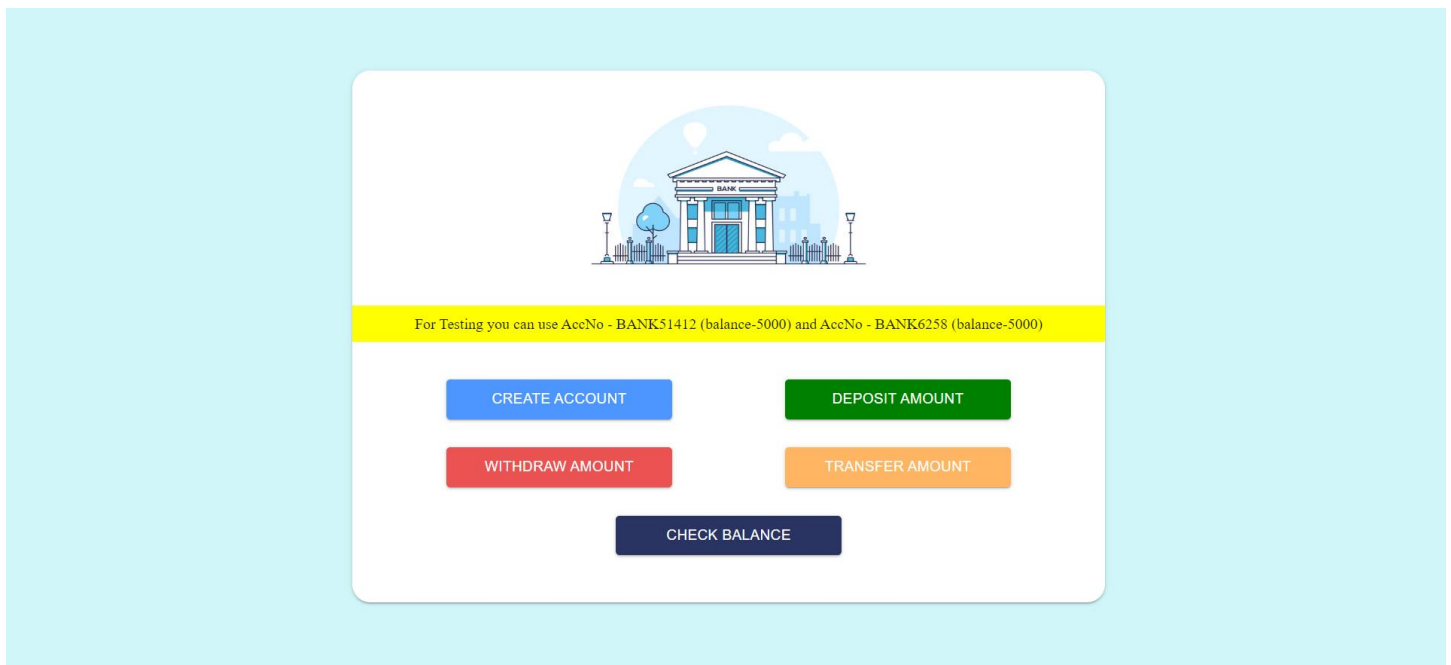 BANK
For Testing you can use AccNo - BANK51412 (balance-5000) and AccNo - BANK6258 (balance-5000)
CREATE ACCOUNT
DEPOSIT AMOUNT
WITHDRAW AMOUNT
TRANSFER AMOUNT
CHECK BALANCE